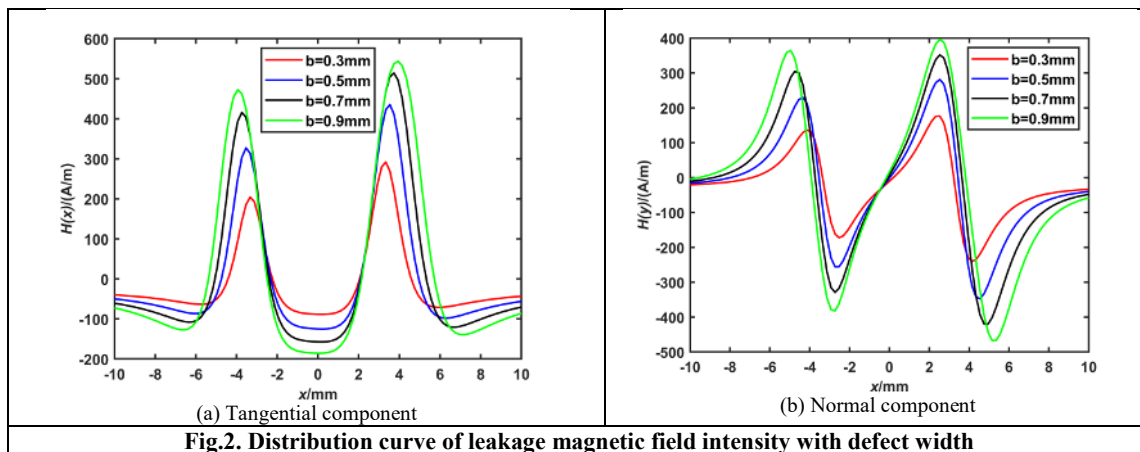 600
500
400
300
200
100
0
-100
-200
H(x)/(A/m)
b=0.3mm
b=0.5mm
b=0.7mm
b=0.9mm
-10 -8 -6 -4 -2 0 2 4 6 8 10
x/mm
(a) Tangential component
400
300
200
100
0
-100
-200
-300
-400
-500
H(y)/(A/m)
b=0.3mm
b=0.5mm
b=0.7mm
b=0.9mm
-10 -8 -6 -4 -2 0 2 4 6 8 10
x/mm
(b) Normal component
Fig.2. Distribution curve of leakage magnetic field intensity with defect width